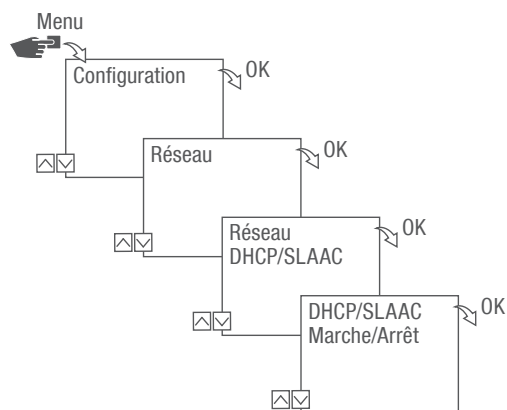 Menu
Configuration
OK
Réseau
OK
Réseau
DHCP/SLAAC
OK
DHCP/SLAAC
Marche/Arrêt
OK